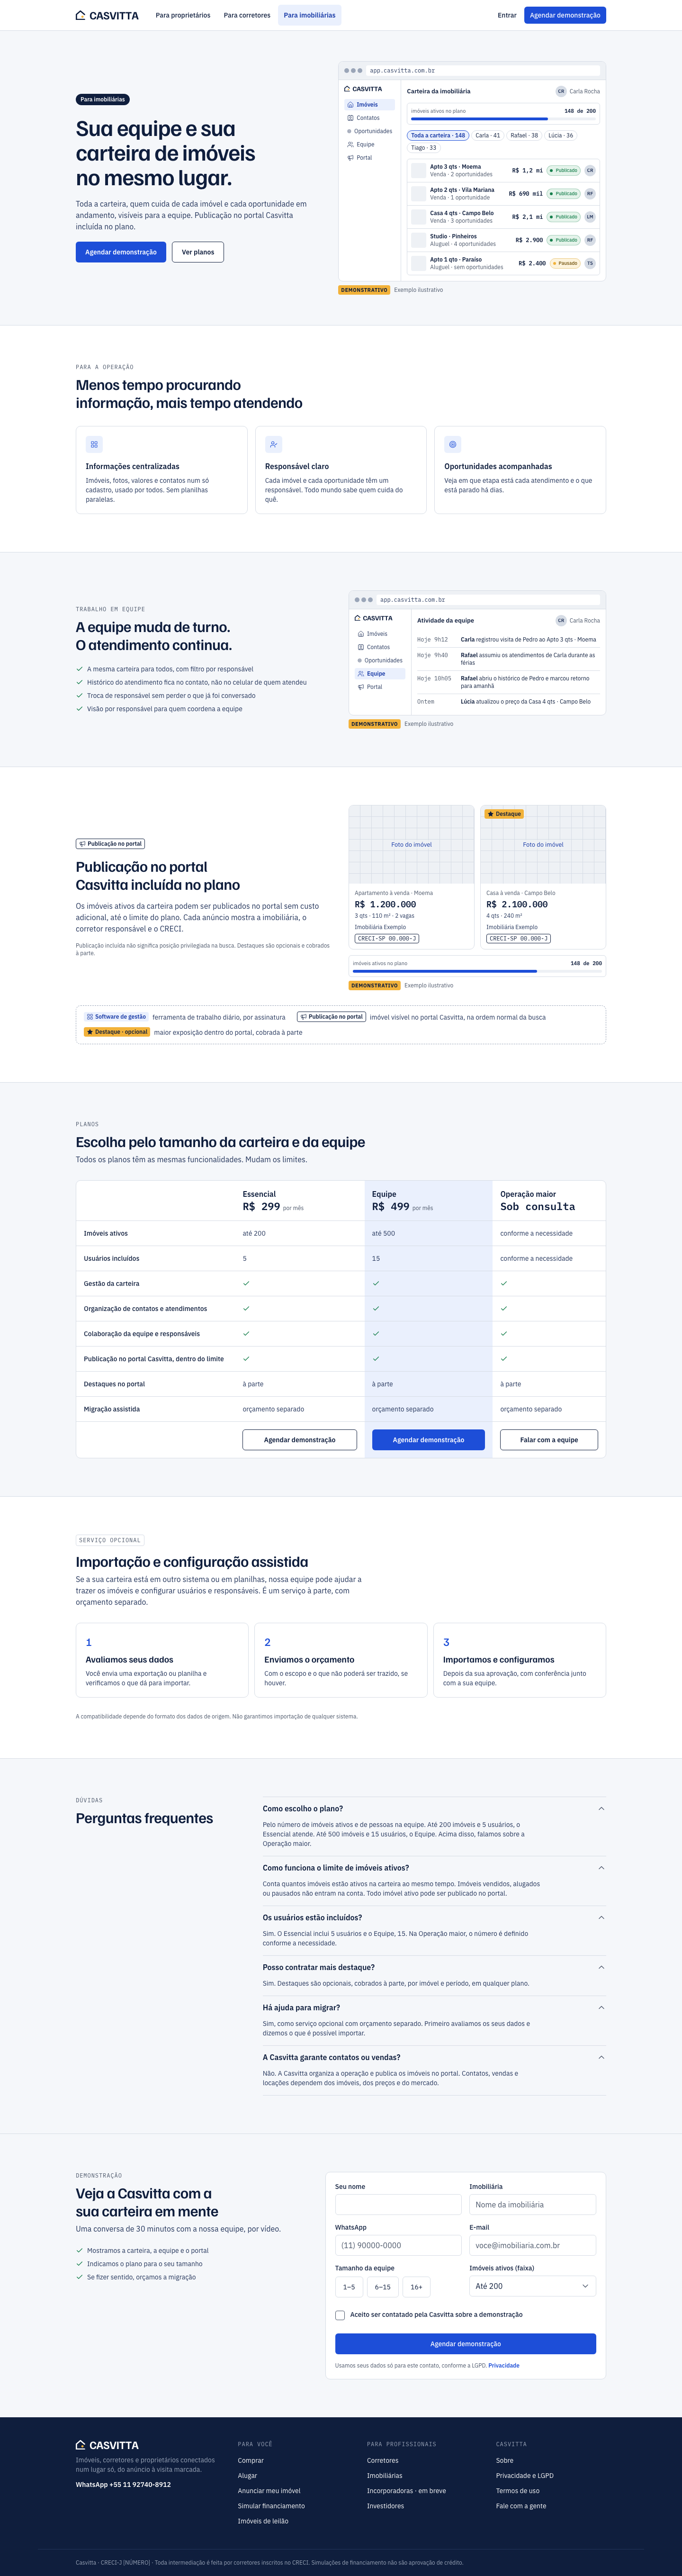 CASVITTA
Para proprietários
Para corretores
Para imobiliárias
Entrar
Agendar demonstração
Para imobiliárias
Sua equipe e sua
carteira de imóveis
no mesmo lugar.
Toda a carteira, quem cuida de cada imóvel e cada oportunidade em
andamento, visíveis para a equipe. Publicação no portal Casvitta
incluída no plano.
Agendar demonstração
Ver planos
app.casvitta.com.br
CASVITTA
Imóveis
Contatos
Oportunidades
Equipe
Portal
Carteira da imobiliária
CR Carla Rocha
imóveis ativos no plano 148 de 200
Toda a carteira · 148
Carla · 41
Rafael · 38
Lúcia · 36
Tiago · 33
Apto 3 qts · Moema
Venda · 2 oportunidades
R$ 1,2 mi Publicado CR
Apto 2 qts · Vila Mariana
Venda · 1 oportunidade
R$ 690 mil Publicado RF
Casa 4 qts · Campo Belo
Venda · 3 oportunidades
R$ 2,1 mi Publicado LM
Studio · Pinheiros
Aluguel · 4 oportunidades
R$ 2.900 Publicado RF
Apto 1 qto · Paraíso
Aluguel · sem oportunidades
R$ 2.400 Pausado TS
DEMONSTRATIVO Exemplo ilustrativo
PARA A OPERAÇÃO
Menos tempo procurando
informação, mais tempo atendendo
Informações centralizadas
Imóveis, fotos, valores e contatos num só
cadastro, usado por todos. Sem planilhas
paralelas.
Responsável claro
Cada imóvel e cada oportunidade têm um
responsável. Todo mundo sabe quem cuida do
quê.
Oportunidades acompanhadas
Veja em que etapa está cada atendimento e o que
está parado há dias.
TRABALHO EM EQUIPE
A equipe muda de turno.
O atendimento continua.
A mesma carteira para todos, com filtro por responsável
Histórico do atendimento fica no contato, não no celular de quem atendeu
Troca de responsável sem perder o que já foi conversado
Visão por responsável para quem coordena a equipe
app.casvitta.com.br
CASVITTA
Imóveis
Contatos
Oportunidades
Equipe
Portal
Atividade da equipe
CR Carla Rocha
Hoje 9h12 Carla registrou visita de Pedro ao Apto 3 qts · Moema
Hoje 9h40 Rafael assumiu os atendimentos de Carla durante as
férias
Hoje 10h05 Rafael abriu o histórico de Pedro e marcou retorno
para amanhã
Ontem Lúcia atualizou o preço da Casa 4 qts · Campo Belo
DEMONSTRATIVO Exemplo ilustrativo
Publicação no portal
Publicação no portal
Casvitta incluída no plano
Os imóveis ativos da carteira podem ser publicados no portal sem custo
adicional, até o limite do plano. Cada anúncio mostra a imobiliária, o
corretor responsável e o CRECI.
Publicação incluída não significa posição privilegiada na busca. Destaques são opcionais e cobrados
à parte.
Foto do imóvel
Apartamento à venda · Moema
R$ 1.200.000
3 qts · 110 m² · 2 vagas
Imobiliária Exemplo
CRECI-SP 00.000-J
Destaque
Foto do imóvel
Casa à venda · Campo Belo
R$ 2.100.000
4 qts · 240 m²
Imobiliária Exemplo
CRECI-SP 00.000-J
imóveis ativos no plano 148 de 200
DEMONSTRATIVO Exemplo ilustrativo
Software de gestão ferramenta de trabalho diário, por assinatura
Publicação no portal imóvel visível no portal Casvitta, na ordem normal da busca
Destaque · opcional maior exposição dentro do portal, cobrada à parte
PLANOS
Escolha pelo tamanho da carteira e da equipe
Todos os planos têm as mesmas funcionalidades. Mudam os limites.
Essencial Equipe Operação maior
R$ 299 por mês R$ 499 por mês Sob consulta
Imóveis ativos até 200 até 500 conforme a necessidade
Usuários incluídos 5 15 conforme a necessidade
Gestão da carteira
Organização de contatos e atendimentos
Colaboração da equipe e responsáveis
Publicação no portal Casvitta, dentro do limite
Destaques no portal à parte à parte à parte
Migração assistida orçamento separado orçamento separado orçamento separado
Agendar demonstração Agendar demonstração Falar com a equipe
SERVIÇO OPCIONAL
Importação e configuração assistida
Se a sua carteira está em outro sistema ou em planilhas, nossa equipe pode ajudar a
trazer os imóveis e configurar usuários e responsáveis. É um serviço à parte, com
orçamento separado.
1
Avaliamos seus dados
Você envia uma exportação ou planilha e
verificamos o que dá para importar.
2
Enviamos o orçamento
Com o escopo e o que não poderá ser trazido, se
houver.
3
Importamos e configuramos
Depois da sua aprovação, com conferência junto
com a sua equipe.
A compatibilidade depende do formato dos dados de origem. Não garantimos importação de qualquer sistema.
DÚVIDAS
Perguntas frequentes
Como escolho o plano?
Pelo número de imóveis ativos e de pessoas na equipe. Até 200 imóveis e 5 usuários, o
Essencial atende. Até 500 imóveis e 15 usuários, o Equipe. Acima disso, falamos sobre a
Operação maior.
Como funciona o limite de imóveis ativos?
Conta quantos imóveis estão ativos na carteira ao mesmo tempo. Imóveis vendidos, alugados
ou pausados não entram na conta. Todo imóvel ativo pode ser publicado no portal.
Os usuários estão incluídos?
Sim. O Essencial inclui 5 usuários e o Equipe, 15. Na Operação maior, o número é definido
conforme a necessidade.
Posso contratar mais destaque?
Sim. Destaques são opcionais, cobrados à parte, por imóvel e período, em qualquer plano.
Há ajuda para migrar?
Sim, como serviço opcional com orçamento separado. Primeiro avaliamos os seus dados e
dizemos o que é possível importar.
A Casvitta garante contatos ou vendas?
Não. A Casvitta organiza a operação e publica os imóveis no portal. Contatos, vendas e
locações dependem dos imóveis, dos preços e do mercado.
DEMONSTRAÇÃO
Veja a Casvitta com a
sua carteira em mente
Uma conversa de 30 minutos com a nossa equipe, por vídeo.
Mostramos a carteira, a equipe e o portal
Indicamos o plano para o seu tamanho
Se fizer sentido, orçamos a migração
Seu nome
Imobiliária
Nome da imobiliária
WhatsApp
(11) 90000-0000
E-mail
voce@imobiliaria.com.br
Tamanho da equipe
1–5
6–15
16+
Imóveis ativos (faixa)
Até 200
Aceito ser contatado pela Casvitta sobre a demonstração
Agendar demonstração
Usamos seus dados só para este contato, conforme a LGPD. Privacidade
CASVITTA
Imóveis, corretores e proprietários conectados
num lugar só, do anúncio à visita marcada.
WhatsApp +55 11 92740-8912
PARA VOCÊ
Comprar
Alugar
Anunciar meu imóvel
Simular financiamento
Imóveis de leilão
PARA PROFISSIONAIS
Corretores
Imobiliárias
Incorporadoras · em breve
Investidores
CASVITTA
Sobre
Privacidade e LGPD
Termos de uso
Fale com a gente
Casvitta · CRECI-J [NÚMERO] · Toda intermediação é feita por corretores inscritos no CRECI. Simulações de financiamento não são aprovação de crédito.